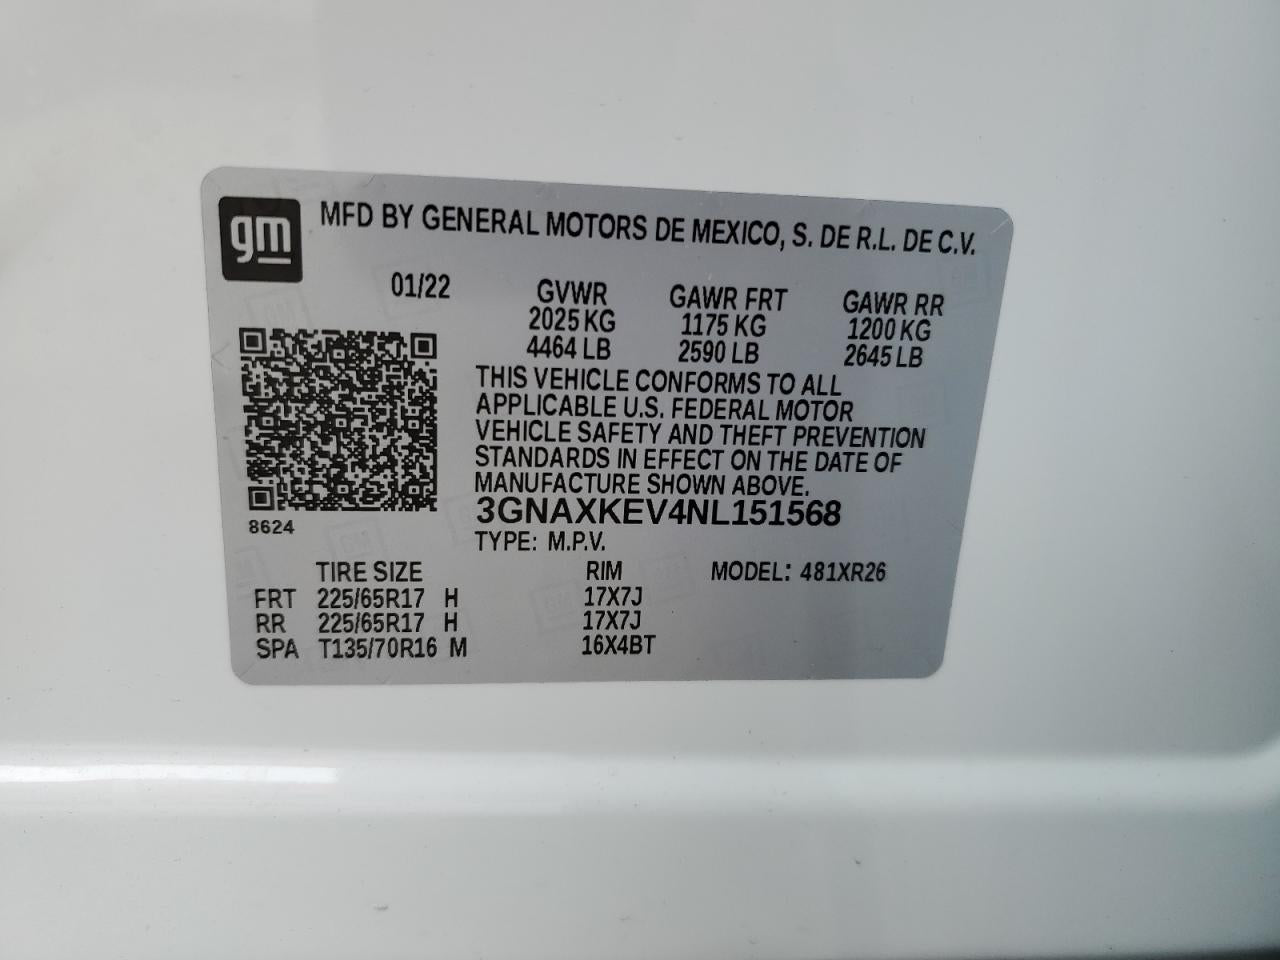 gm MFD BY GENERAL MOTORS DE MEXICO, S. DE R.L. DE C.V.
01/22 GVWR GAWR FRT GAWR RR
2025 KG 1175 KG 1200 KG
4464 LB 2590 LB 2645 LB
THIS VEHICLE CONFORMS TO ALL
APPLICABLE U.S. FEDERAL MOTOR
VEHICLE SAFETY AND THEFT PREVENTION
STANDARDS IN EFFECT ON THE DATE OF
MANUFACTURE SHOWN ABOVE.
3GNAXKEV4NL151568
8624
TYPE: M.P.V.
TIRE SIZE RIM MODEL: 481XR26
FRT 225/65R17 H 17X7J
RR 225/65R17 H 17X7J
SPA T135/70R16 M 16X4BT